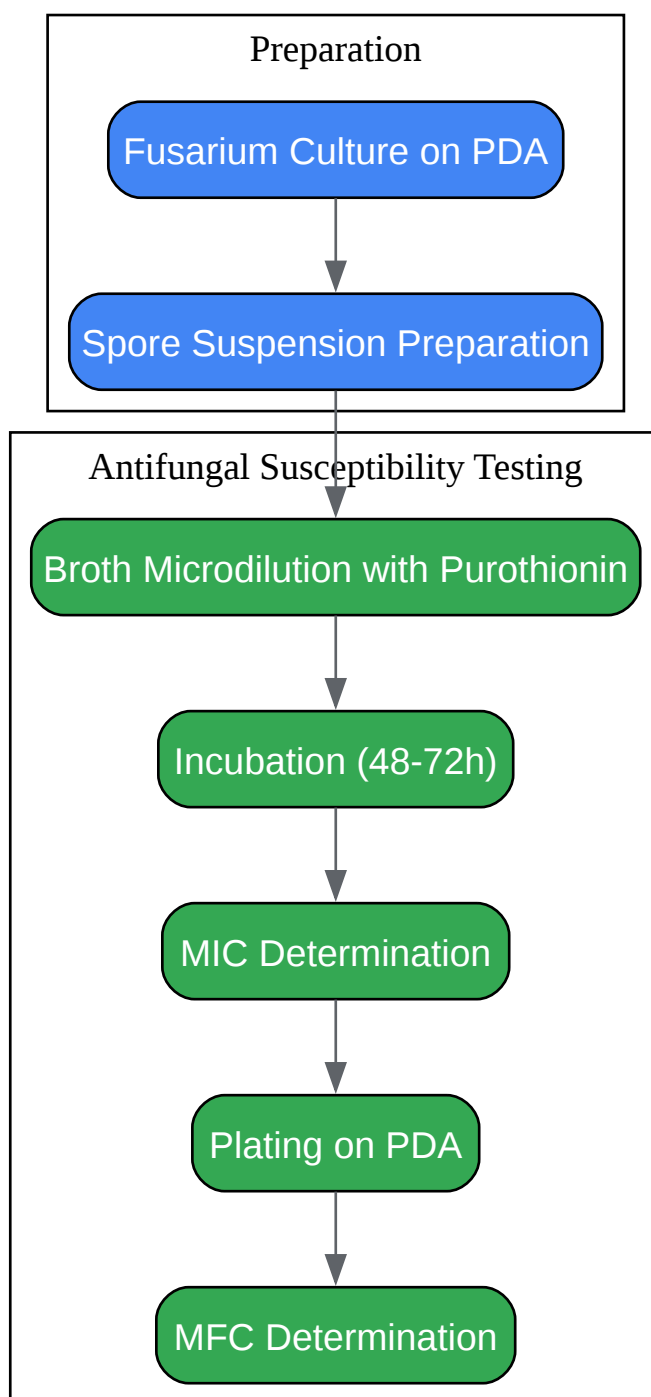 Preparation
Fusarium Culture on PDA
Spore Suspension Preparation
Antifungal Susceptibility Testing
Broth Microdilution with Purothionin
Incubation (48-72h)
MIC Determination
Plating on PDA
MFC Determination